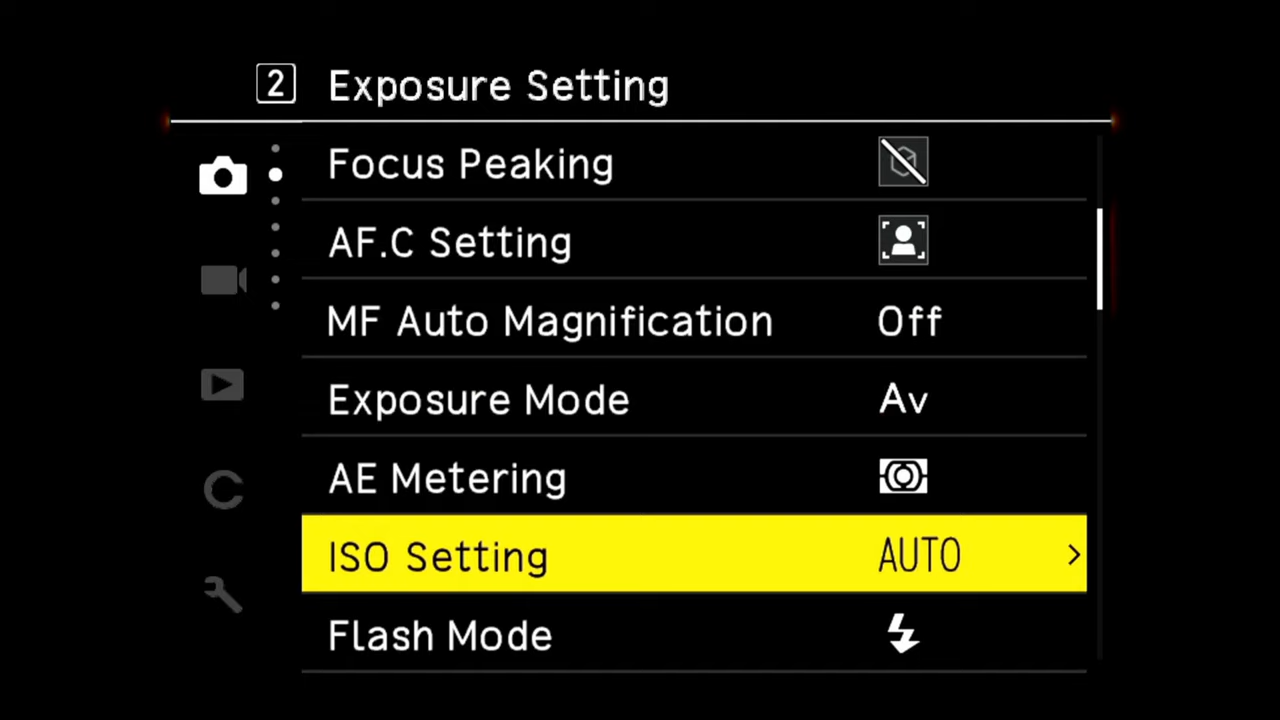 2 Exposure Setting
Focus Peaking
AF.C Setting
MF Auto Magnification Off
Exposure Mode Av
AE Metering
ISO Setting AUTO >
Flash Mode
C